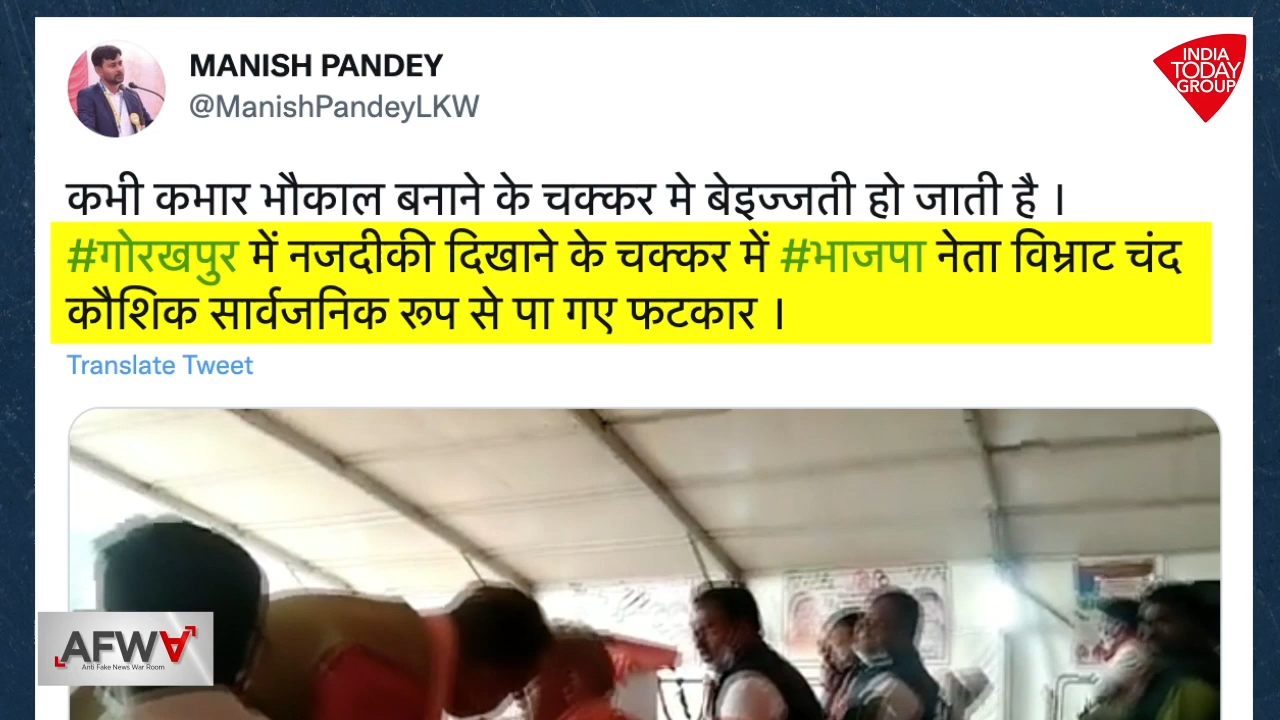 MANISH PANDEY
@ManishPandeyLKW
INDIA
TODAY
GROUP
कभी कभार भौकाल बनाने के चक्कर मे बेइज्जती हो जाती है ।
#गोरखपुर में नजदीकी दिखाने के चक्कर में #भाजपा नेता विभ्राट चंद
कौशिक सार्वजनिक रूप से पा गए फटकार ।
Translate Tweet
AFWA
Anti Fake News War Room